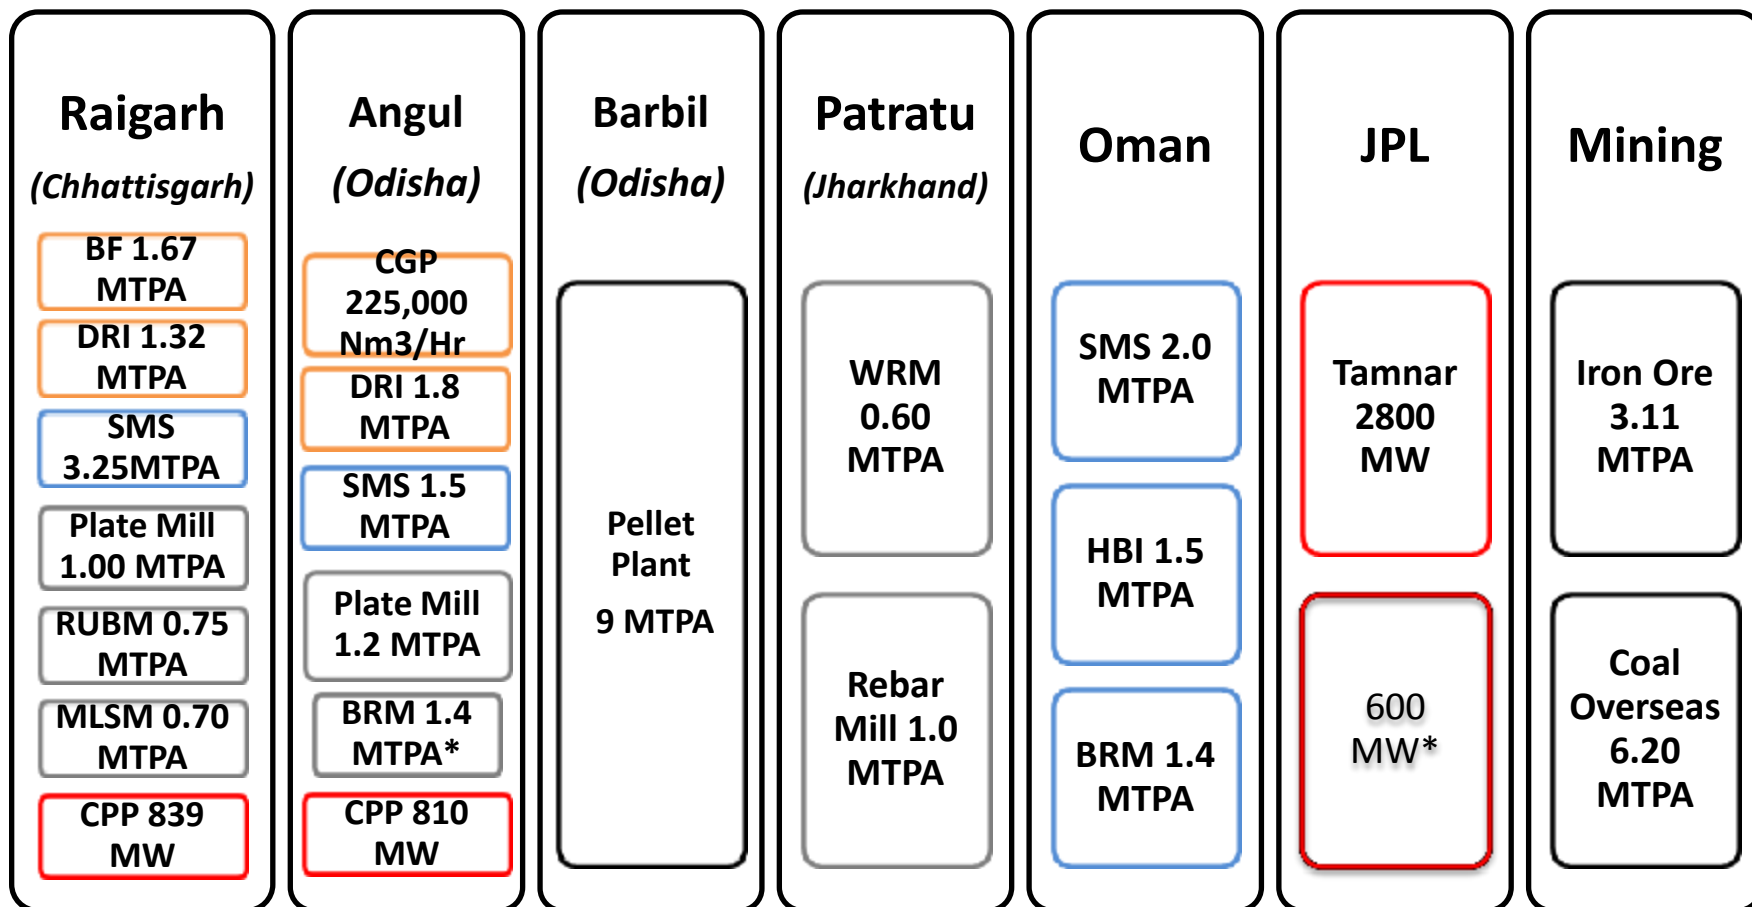 Raigarh
(Chhattisgarh)
BF 1.67
MTPA
DRI 1.32
MTPA
SMS
3.25MTPA
Plate Mill
1.00 MTPA
RUBM 0.75
MTPA
MLSM 0.70
MTPA
CPP 839
MW
Angul
(Odisha)
CGP
225,000
Nm3/Hr
DRI 1.8
MTPA
SMS 1.5
MTPA
Plate Mill
1.2 MTPA
BRM 1.4
MTPA*
CPP 810
MW
Barbil
(Odisha)
Pellet
Plant
9 MTPA
Patratu
(Jharkhand)
WRM
0.60
MTPA
Rebar
Mill 1.0
MTPA
Oman
SMS 2.0
MTPA
HBI 1.5
MTPA
BRM 1.4
MTPA
JPL
Tamnar
2800
MW
600
MW*
Mining
Iron Ore
3.11
MTPA
Coal
Overseas
6.20
MTPA